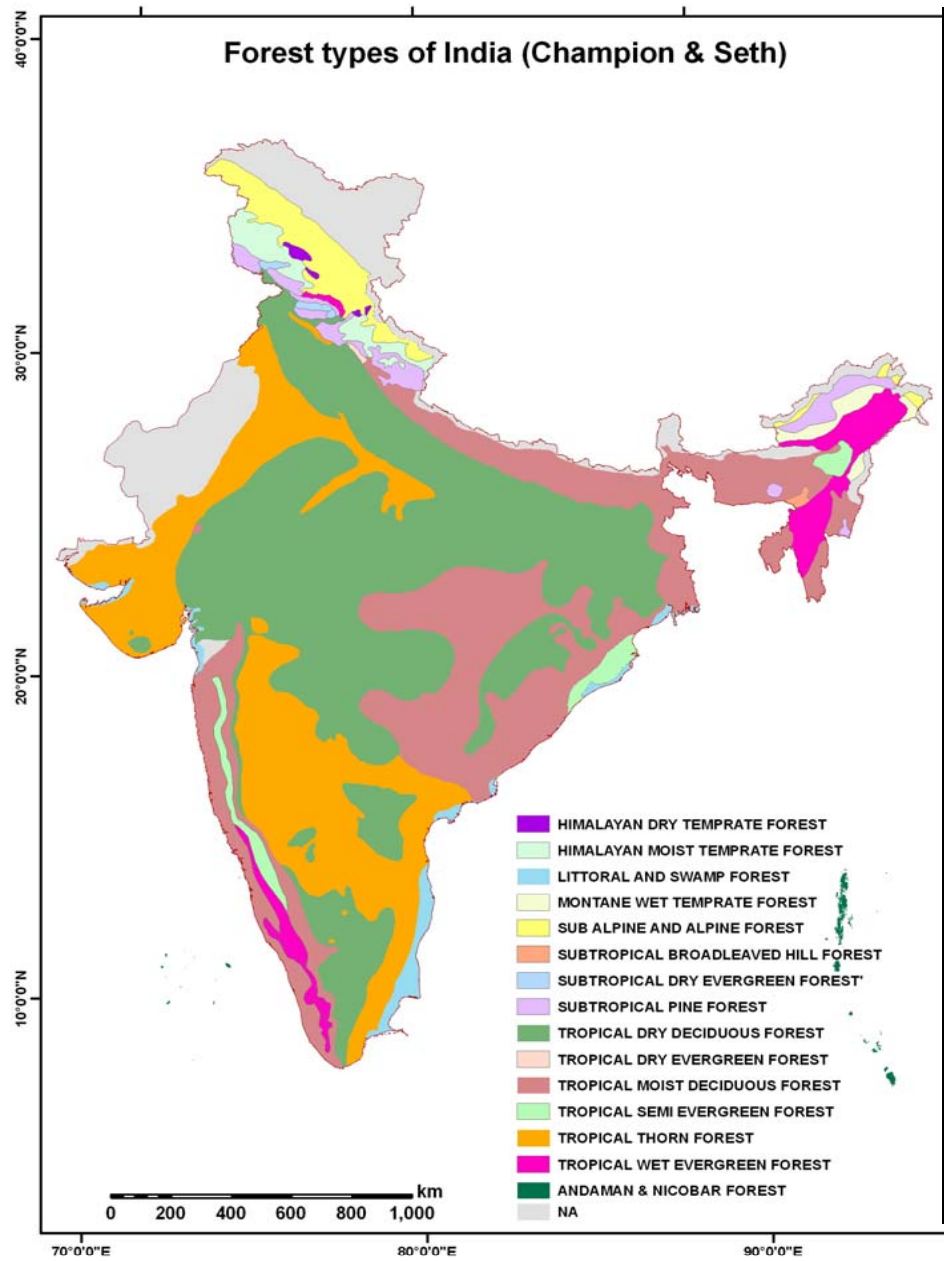 Forest types of India (Champion & Seth)
40°0'0"N
30°0'0"N
20°0'0"N
10°0'0"N
HIMALAYAN DRY TEMPRATE FOREST
HIMALAYAN MOIST TEMPRATE FOREST
LITTORAL AND SWAMP FOREST
MONTANE WET TEMPRATE FOREST
SUB ALPINE AND ALPINE FOREST
SUBTROPICAL BROADLEAVED HILL FOREST
SUBTROPICAL DRY EVERGREEN FOREST'
SUBTROPICAL PINE FOREST
TROPICAL DRY DECIDUOUS FOREST
TROPICAL DRY EVERGREEN FOREST
TROPICAL MOIST DECIDUOUS FOREST
TROPICAL SEMI EVERGREEN FOREST
TROPICAL THORN FOREST
TROPICAL WET EVERGREEN FOREST
ANDAMAN & NICOBAR FOREST
NA
km
0 200 400 600 800 1,000
70°0'0"E 80°0'0"E 90°0'0"E